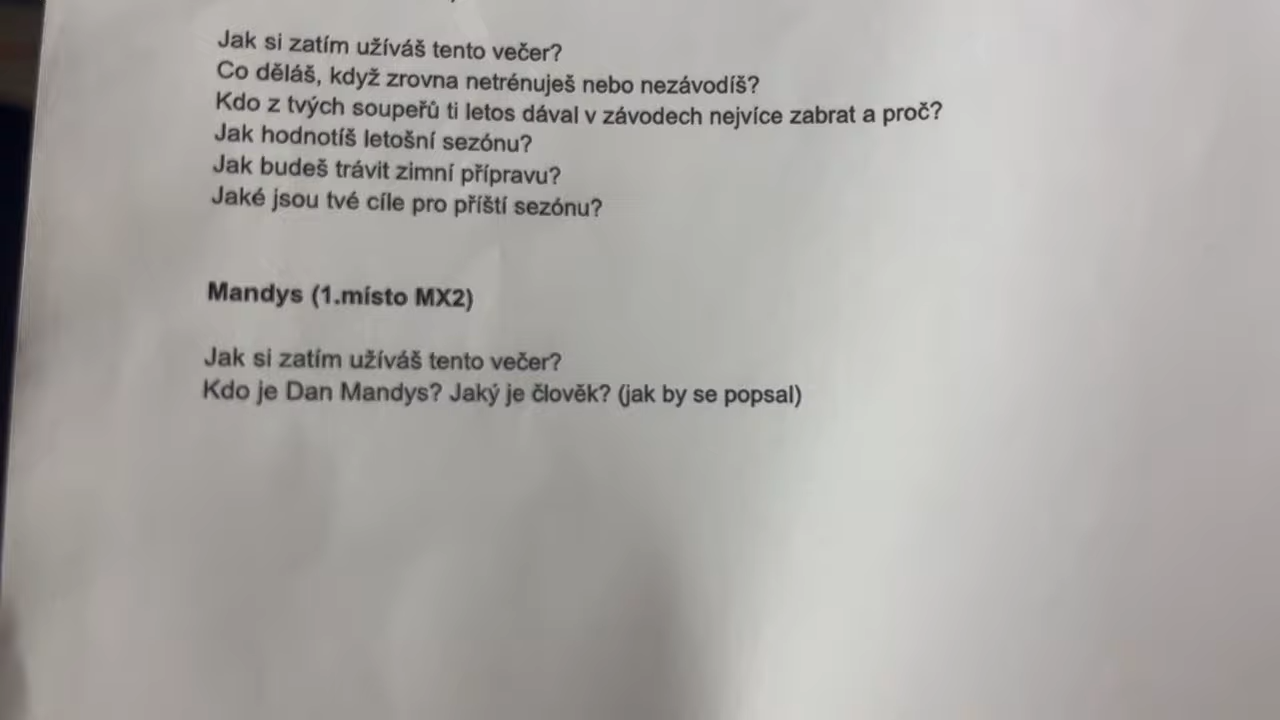 Jak si zatím užíváš tento večer?
Co děláš, když zrovna netrénuješ nebo nezávodíš?
Kdo z tvých soupeřů ti letos dával v závodech nejvíce zabrat a proč?
Jak hodnotíš letošní sezónu?
Jak budeš trávit zimní přípravu?
Jaké jsou tvé cíle pro příští sezónu?
Mandys (1.místo MX2)
Jak si zatím užíváš tento večer?
Kdo je Dan Mandys? Jaký je člověk? (jak by se popsal)